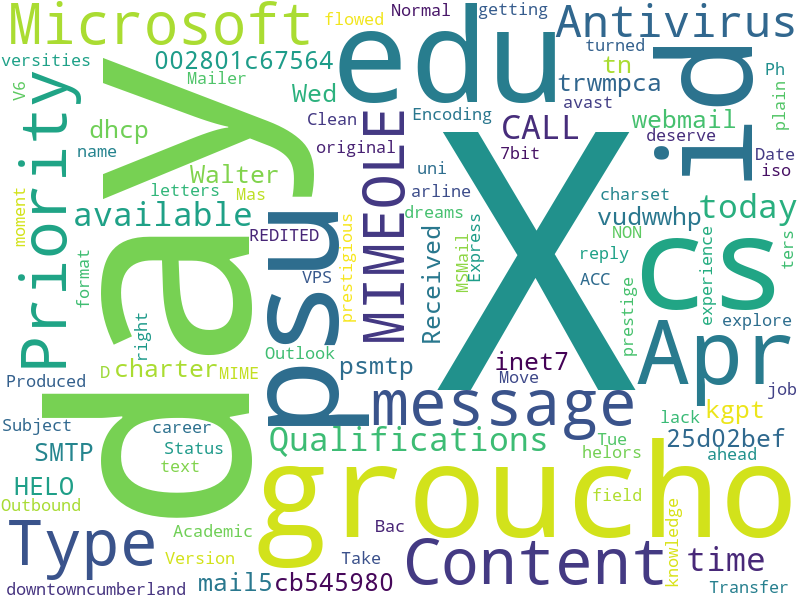 Microsoft
edu
Antivirus
Normal
getting
flowed
versities
002801c67564
Mailer
turned
tn
id
Ph
V6
Priority
day
Wed
Clean
Encoding
trwmpca
avast
webmail
plain
dhcp
name
original
MIMEOLE
CALL
7bit
X
deserve
Date
iso
Walter
letters
Mas
uni
arline
charset
available
dreams
vudwwhp
today
moment
REDITED
psu
prestigious
Received
MSMail
Express
reply
NON
cs
experience
ters
format
VPS
ACC
right
Outlook
psmtp
inet7
Move
prestige
Apr
explore
Produced
D
charter
MIME
message
job
Subject
career
Qualifications
lack
kgpt
SMTP
Status
text
Tue
helors
25d02bef
ahead
HELO
Outbound
groucho
field
Type
Academic
Bac
Content
knowledge
Version
Take
time
downtowncumberland
mail5
cb545980
Transfer